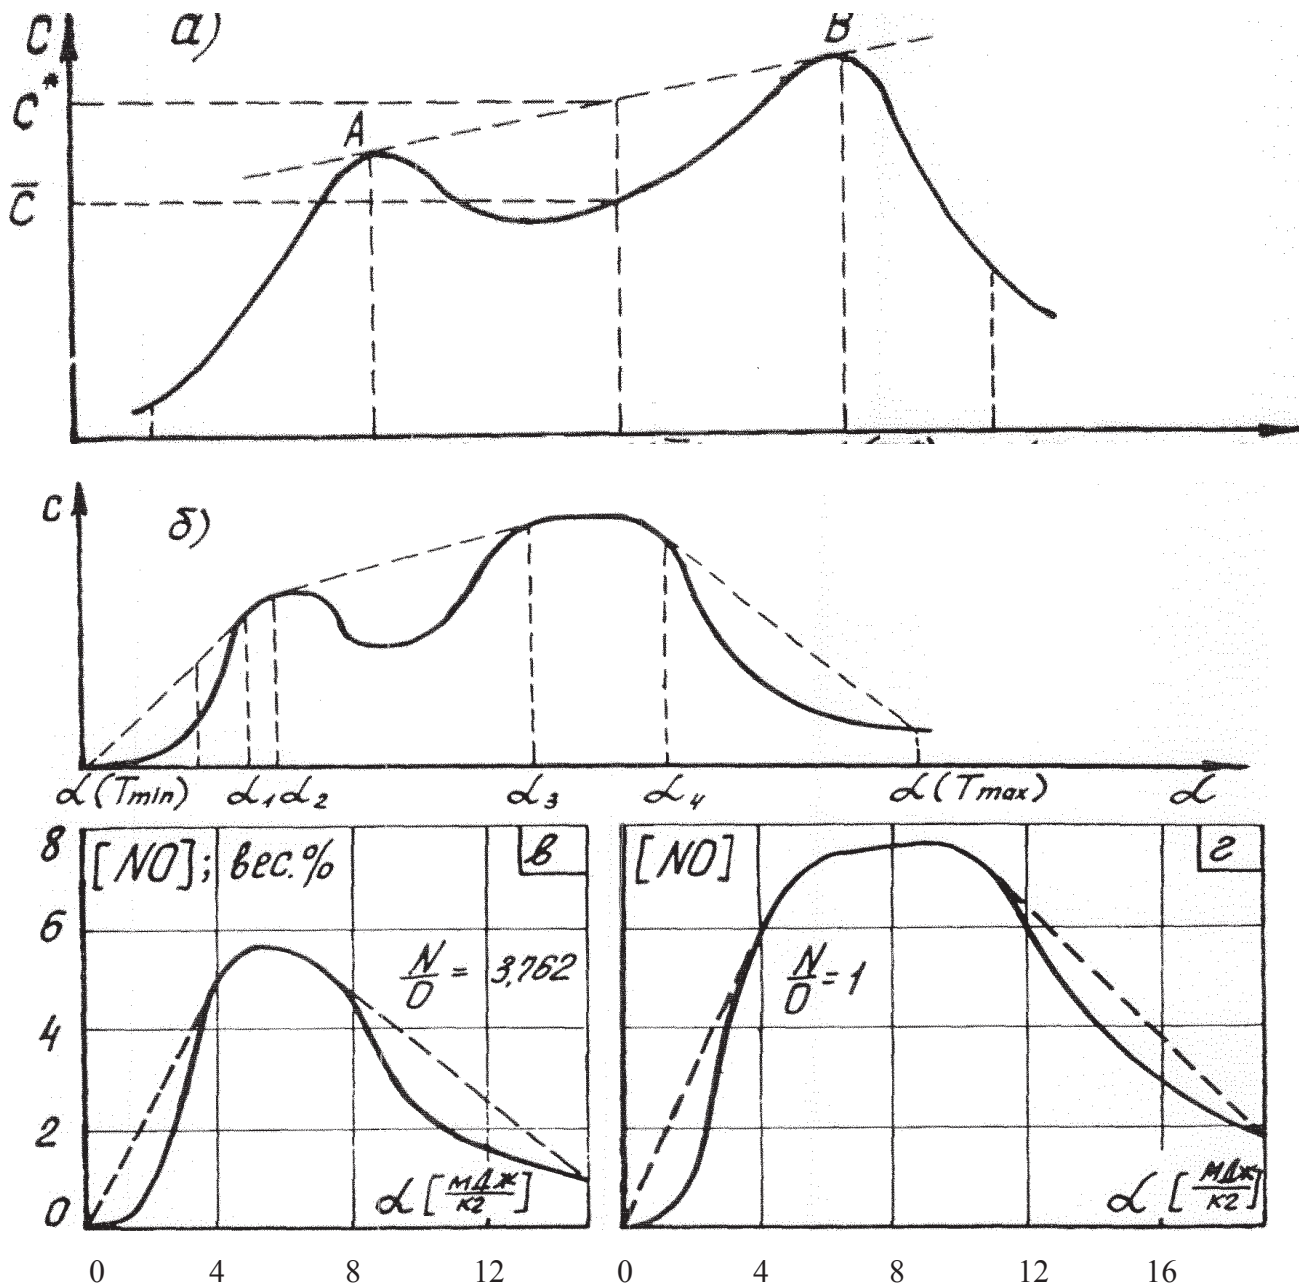 C а)
C*
A
B
C̄
C б)
α(Tmin) α₁ α₂ α₃ α₄ α(Tmax) α
8 [NO]; вес.% в
6
N/O = 3,762
4
2
α [мДж/кг]
0
0 4 8 12
[NO] г
N/O = 1
α [мДж/кг]
0 4 8 12 16